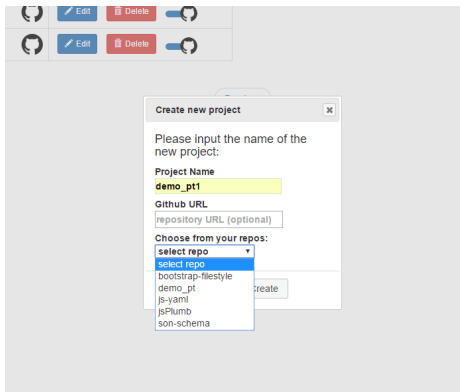 Edit Delete
Edit Delete
Create new project
Please input the name of the
new project:
Project Name
demo_pt1
Github URL
repository URL (optional)
Choose from your repos:
select repo
select repo
bootstrap-filestyle
demo_pt
js-yaml
jsPlumb
son-schema
Create